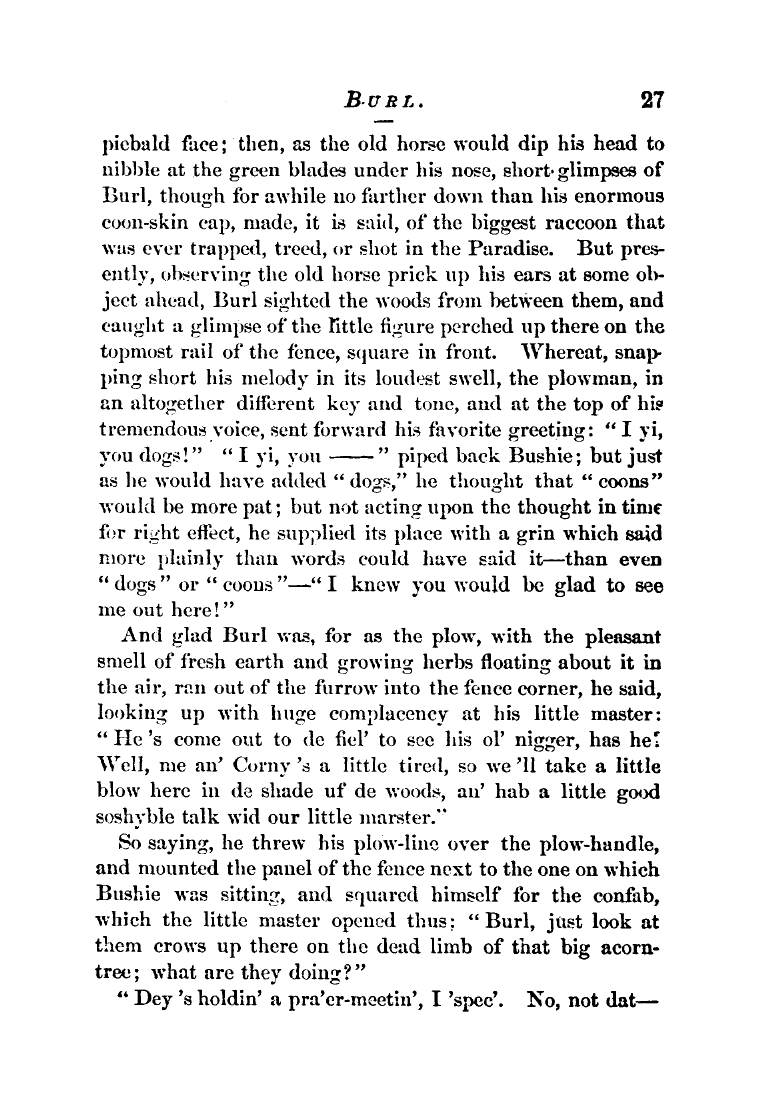 BURL. 27
piebald face; then, as the old horse would dip his head to
nibble at the green blades under his nose, short glimpses of
Burl, though for awhile no farther down than his enormous
coon-skin cap, made, it is said, of the biggest raccoon that
was ever trapped, treed, or shot in the Paradise. But pres-
ently, observing the old horse prick up his ears at some ob-
ject ahead, Burl sighted the woods from between them, and
caught a glimpse of the little figure perched up there on the
topmost rail of the fence, square in front. Whereat, snap-
ping short his melody in its loudest swell, the plowman, in
an altogether different key and tone, and at the top of his
tremendous voice, sent forward his favorite greeting: "I yi,
you dogs!" "I yi, you ——" piped back Bushie; but just
as he would have added "dogs," he thought that "coons"
would be more pat; but not acting upon the thought in time
for right effect, he supplied its place with a grin which said
more plainly than words could have said it—than even
"dogs" or "coons"—"I knew you would be glad to see
me out here!"
And glad Burl was, for as the plow, with the pleasant
smell of fresh earth and growing herbs floating about it in
the air, ran out of the furrow into the fence corner, he said,
looking up with huge complacency at his little master:
"He's come out to de fiel' to see his ol' nigger, has he?
Well, me an' Corny's a little tired, so we'll take a little
blow here in de shade uf de woods, an' hab a little good
soshyble talk wid our little marster."
So saying, he threw his plow-line over the plow-handle,
and mounted the panel of the fence next to the one on which
Bushie was sitting, and squared himself for the confab,
which the little master opened thus: "Burl, just look at
them crows up there on the dead limb of that big acorn-
tree; what are they doing?"
"Dey's holdin' a pra'er-meetin', I 'spec'. No, not dat—